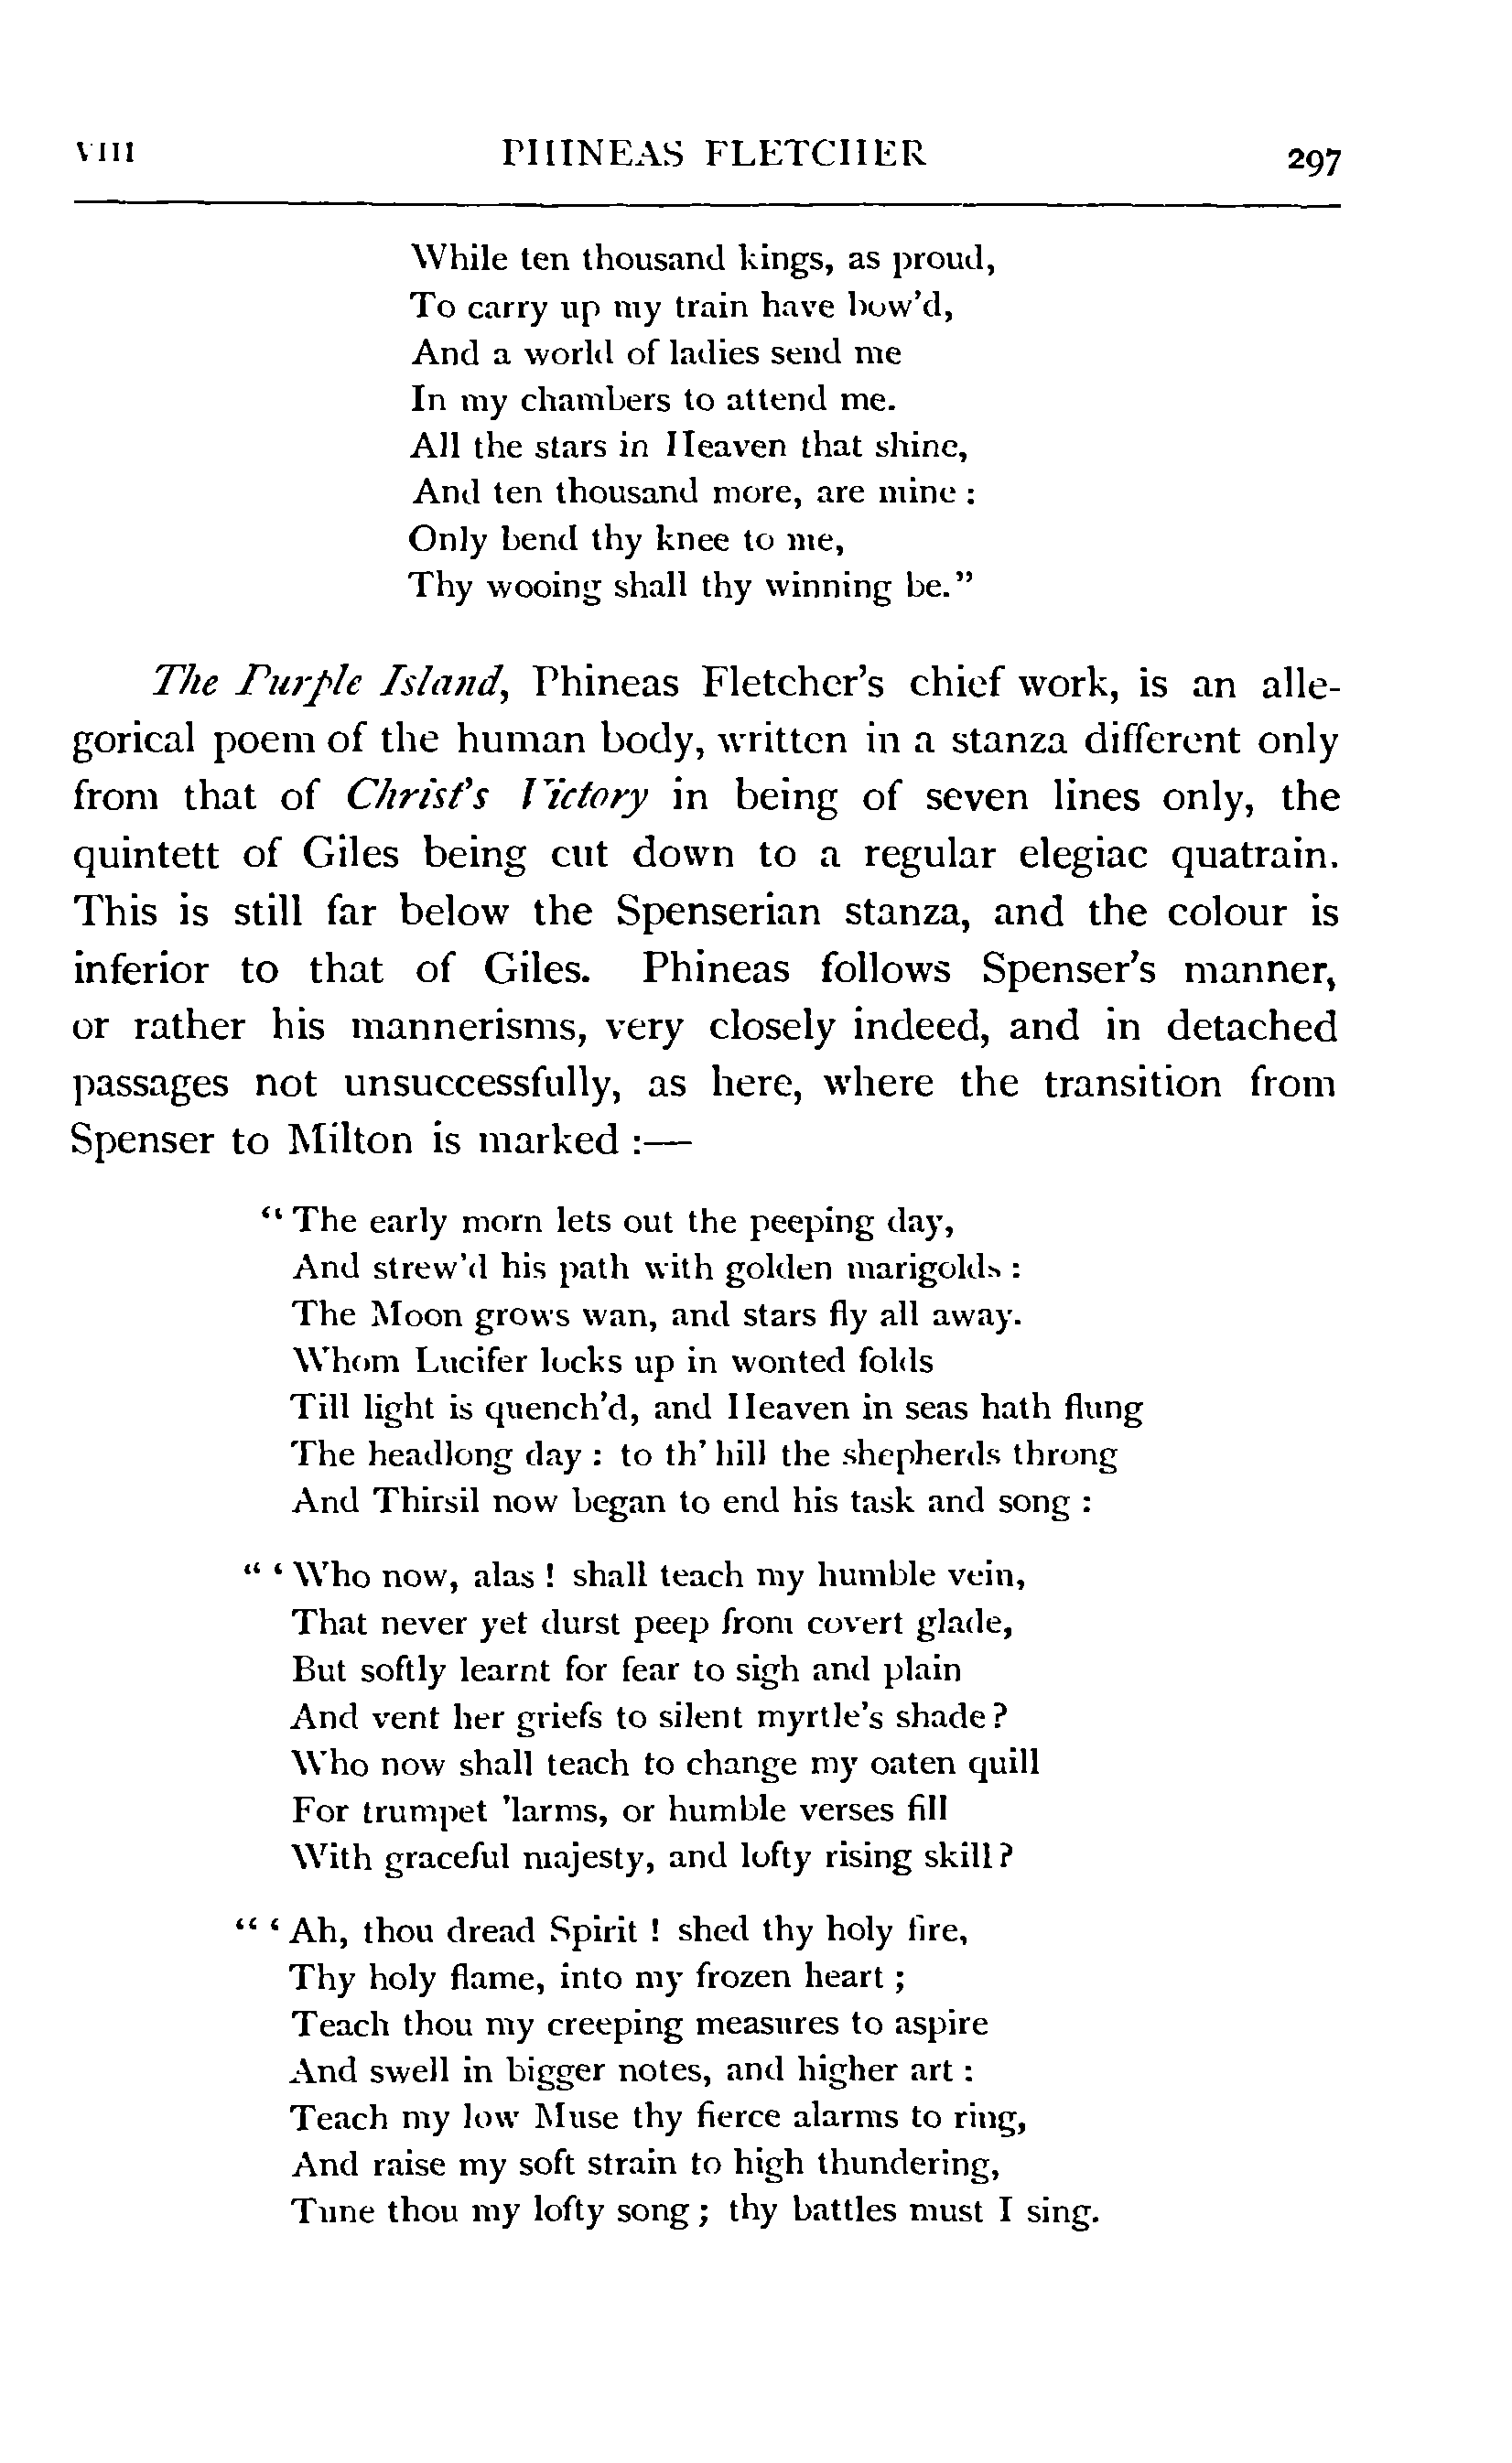 VIII PHINEAS FLETCHER 297
While ten thousand kings, as proud,
To carry up my train have bow'd,
And a world of ladies send me
In my chambers to attend me.
All the stars in Heaven that shine,
And ten thousand more, are mine :
Only bend thy knee to me,
Thy wooing shall thy winning be."
The Purple Island, Phineas Fletcher's chief work, is an alle-
gorical poem of the human body, written in a stanza different only
from that of Christ's Victory in being of seven lines only, the
quintett of Giles being cut down to a regular elegiac quatrain.
This is still far below the Spenserian stanza, and the colour is
inferior to that of Giles. Phineas follows Spenser's manner,
or rather his mannerisms, very closely indeed, and in detached
passages not unsuccessfully, as here, where the transition from
Spenser to Milton is marked :—
" The early morn lets out the peeping day,
And strew'd his path with golden marigolds :
The Moon grows wan, and stars fly all away.
Whom Lucifer locks up in wonted folds
Till light is quench'd, and Heaven in seas hath flung
The headlong day : to th' hill the shepherds throng
And Thirsil now began to end his task and song :
" ' Who now, alas ! shall teach my humble vein,
That never yet durst peep from covert glade,
But softly learnt for fear to sigh and plain
And vent her griefs to silent myrtle's shade ?
Who now shall teach to change my oaten quill
For trumpet 'larms, or humble verses fill
With graceful majesty, and lofty rising skill ?
" ' Ah, thou dread Spirit ! shed thy holy fire,
Thy holy flame, into my frozen heart ;
Teach thou my creeping measures to aspire
And swell in bigger notes, and higher art :
Teach my low Muse thy fierce alarms to ring,
And raise my soft strain to high thundering,
Tune thou my lofty song ; thy battles must I sing.